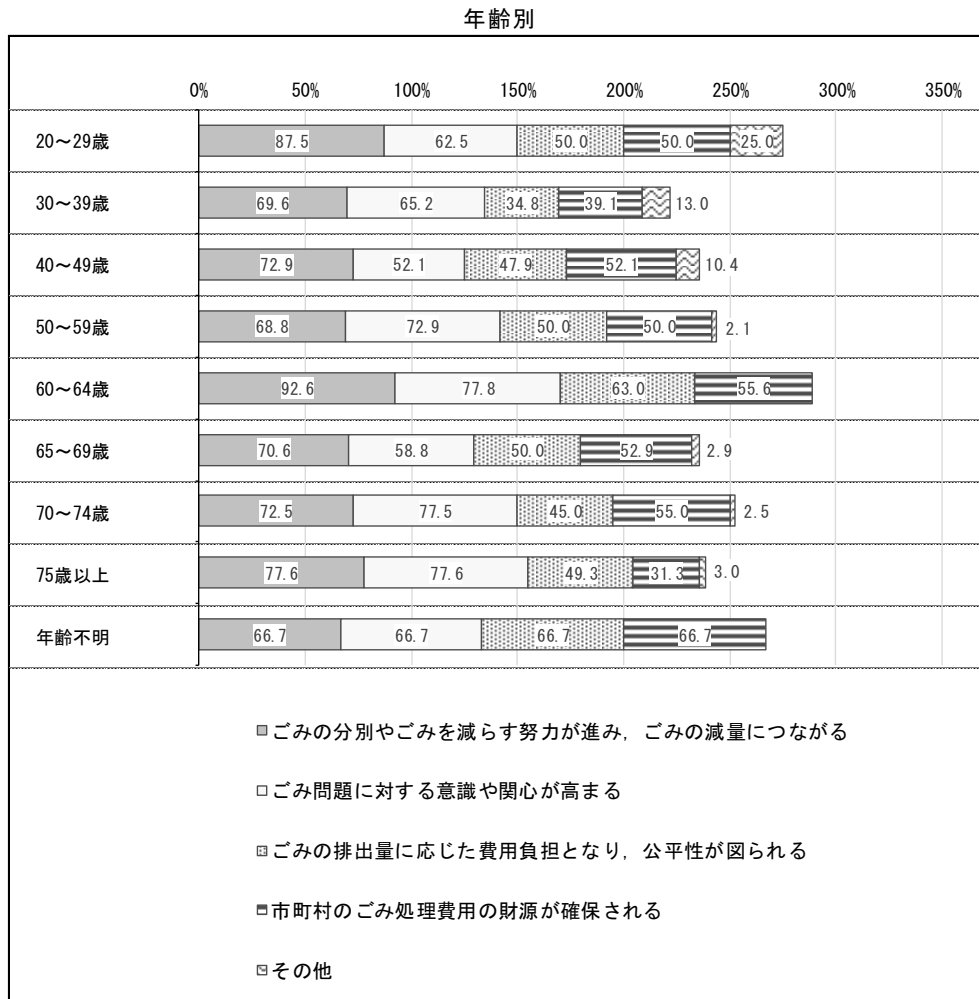 年齢別
0% 50% 100% 150% 200% 250% 300% 350%
20～29歳 87.5 62.5 50.0 50.0 25.0
30～39歳 69.6 65.2 34.8 39.1 13.0
40～49歳 72.9 52.1 47.9 52.1 10.4
50～59歳 68.8 72.9 50.0 50.0 2.1
60～64歳 92.6 77.8 63.0 55.6
65～69歳 70.6 58.8 50.0 52.9 2.9
70～74歳 72.5 77.5 45.0 55.0 2.5
75歳以上 77.6 77.6 49.3 31.3 3.0
年齢不明 66.7 66.7 66.7 66.7
ごみの分別やごみを減らす努力が進み，ごみの減量につながる
ごみ問題に対する意識や関心が高まる
ごみの排出量に応じた費用負担となり，公平性が図られる
市町村のごみ処理費用の財源が確保される
その他